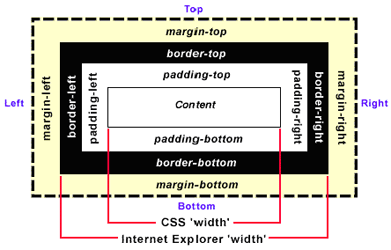 Top
margin-top
border-top
padding-top
Left
margin-left
border-left
padding-left
Content
padding-right
border-right
margin-right
Right
padding-bottom
border-bottom
margin-bottom
Bottom
CSS 'width'
Internet Explorer 'width'